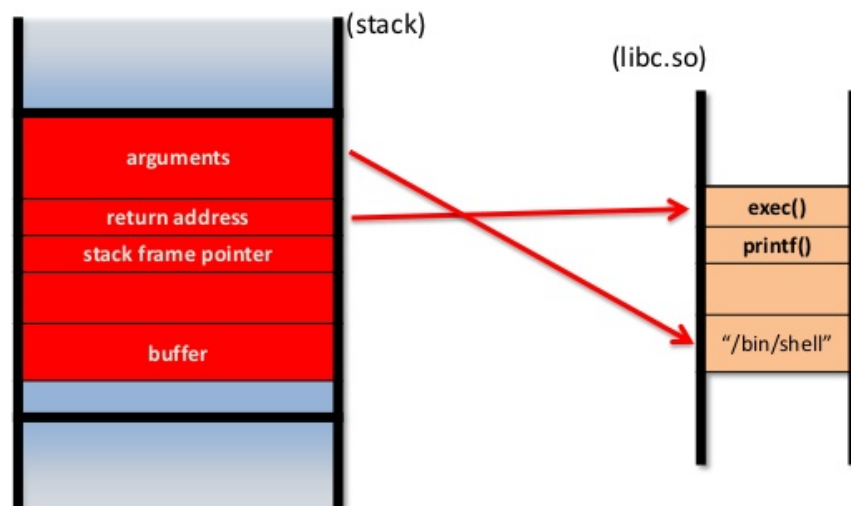 (stack)
(libc.so)
arguments
return address
stack frame pointer
buffer
exec()
printf()
“/bin/shell”